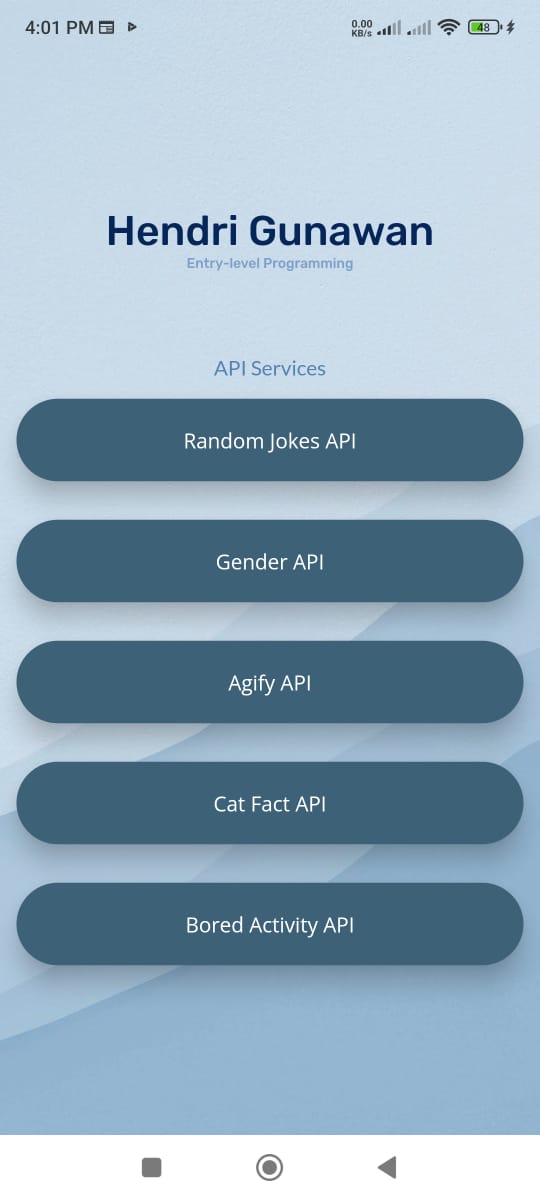 4:01 PM 0.00 48
KB/s
Hendri Gunawan
Entry-level Programming
API Services
Random Jokes API
Gender API
Agify API
Cat Fact API
Bored Activity API